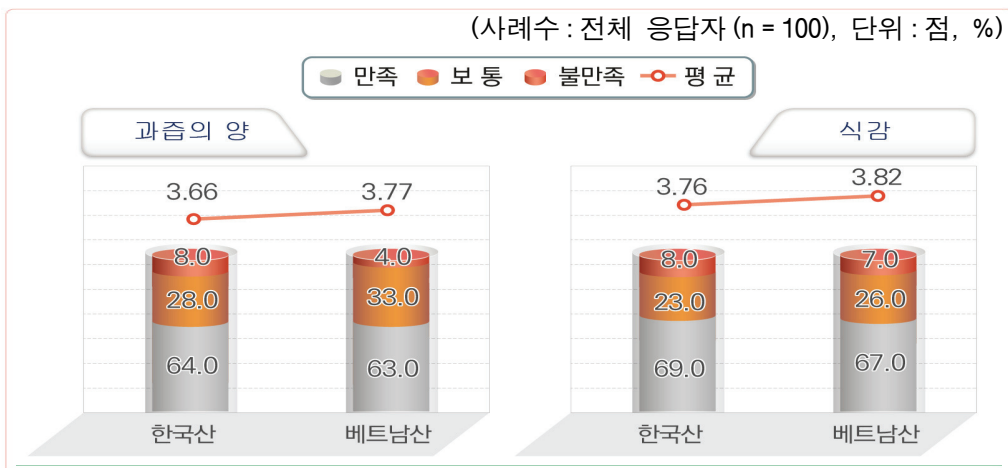 (사례수 : 전체 응답자 (n = 100), 단위 : 점, %)
만족 보 통 불만족 평 균
과즙의 양
3.66 3.77
8.0 4.0
28.0 33.0
64.0 63.0
한국산 베트남산
식감
3.76 3.82
8.0 7.0
23.0 26.0
69.0 67.0
한국산 베트남산